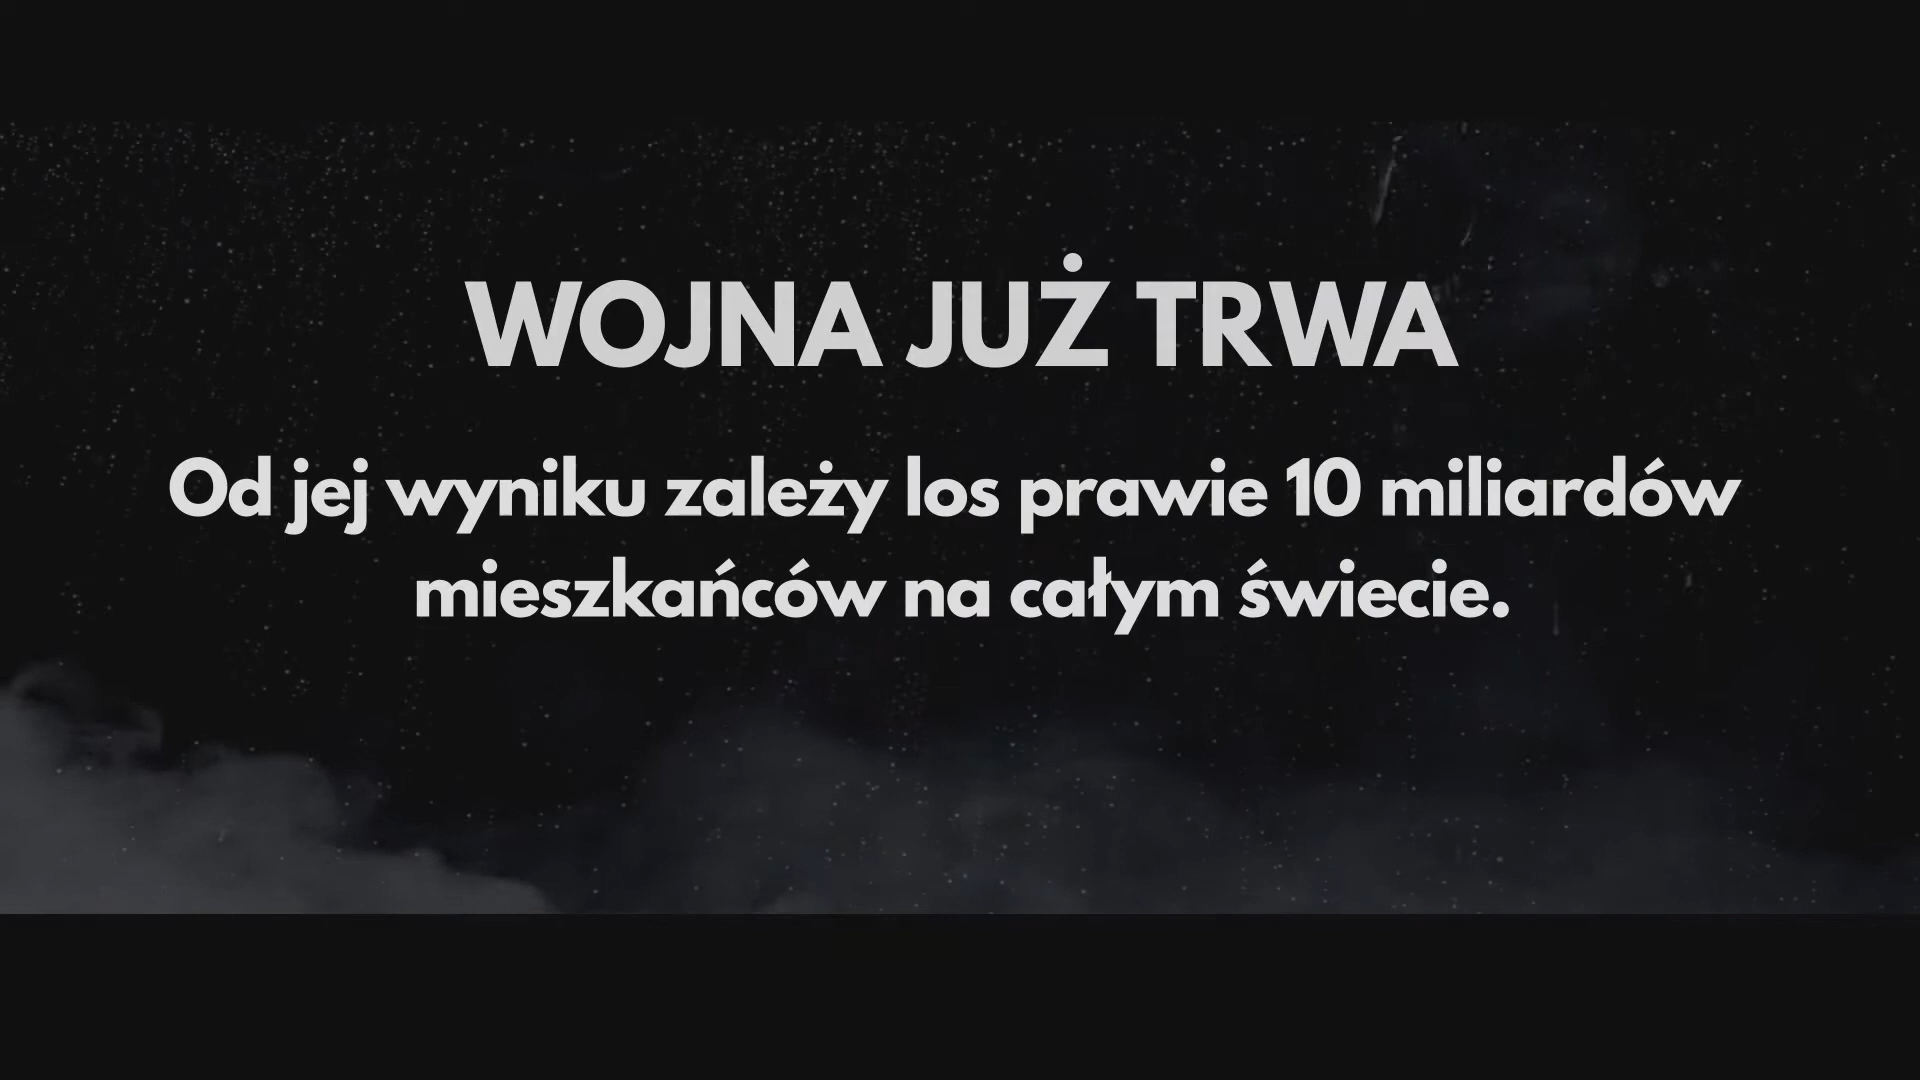 WOJNA JUŻ TRWA
Od jej wyniku zależy los prawie 10 miliardów
mieszkańców na całym świecie.